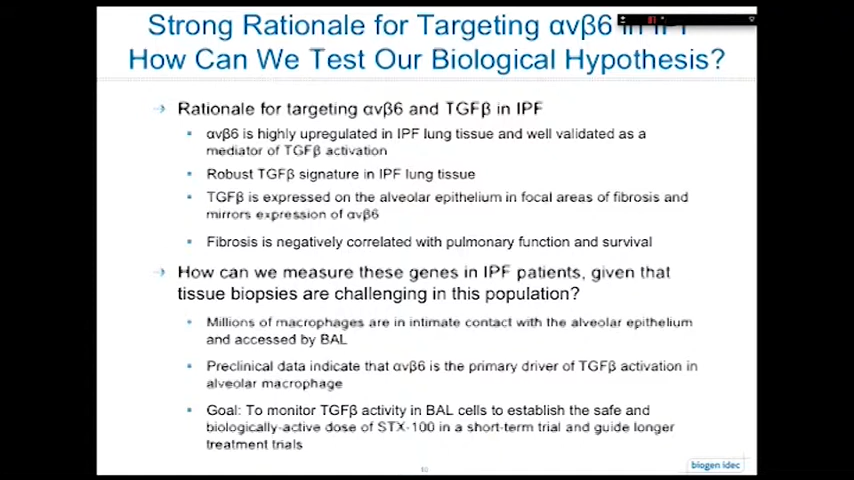 Strong Rationale for Targeting αvβ6 in IPF
How Can We Test Our Biological Hypothesis?
Rationale for targeting αvβ6 and TGFβ in IPF
αvβ6 is highly upregulated in IPF lung tissue and well validated as a
mediator of TGFβ activation
Robust TGFβ signature in IPF lung tissue
TGFβ is expressed on the alveolar epithelium in focal areas of fibrosis and
mirrors expression of αvβ6
Fibrosis is negatively correlated with pulmonary function and survival
How can we measure these genes in IPF patients, given that
tissue biopsies are challenging in this population?
Millions of macrophages are in intimate contact with the alveolar epithelium
and accessed by BAL
Preclinical data indicate that αvβ6 is the primary driver of TGFβ activation in
alveolar macrophage
Goal: To monitor TGFβ activity in BAL cells to establish the safe and
biologically-active dose of STX-100 in a short-term trial and guide longer
treatment trials
biogen idec